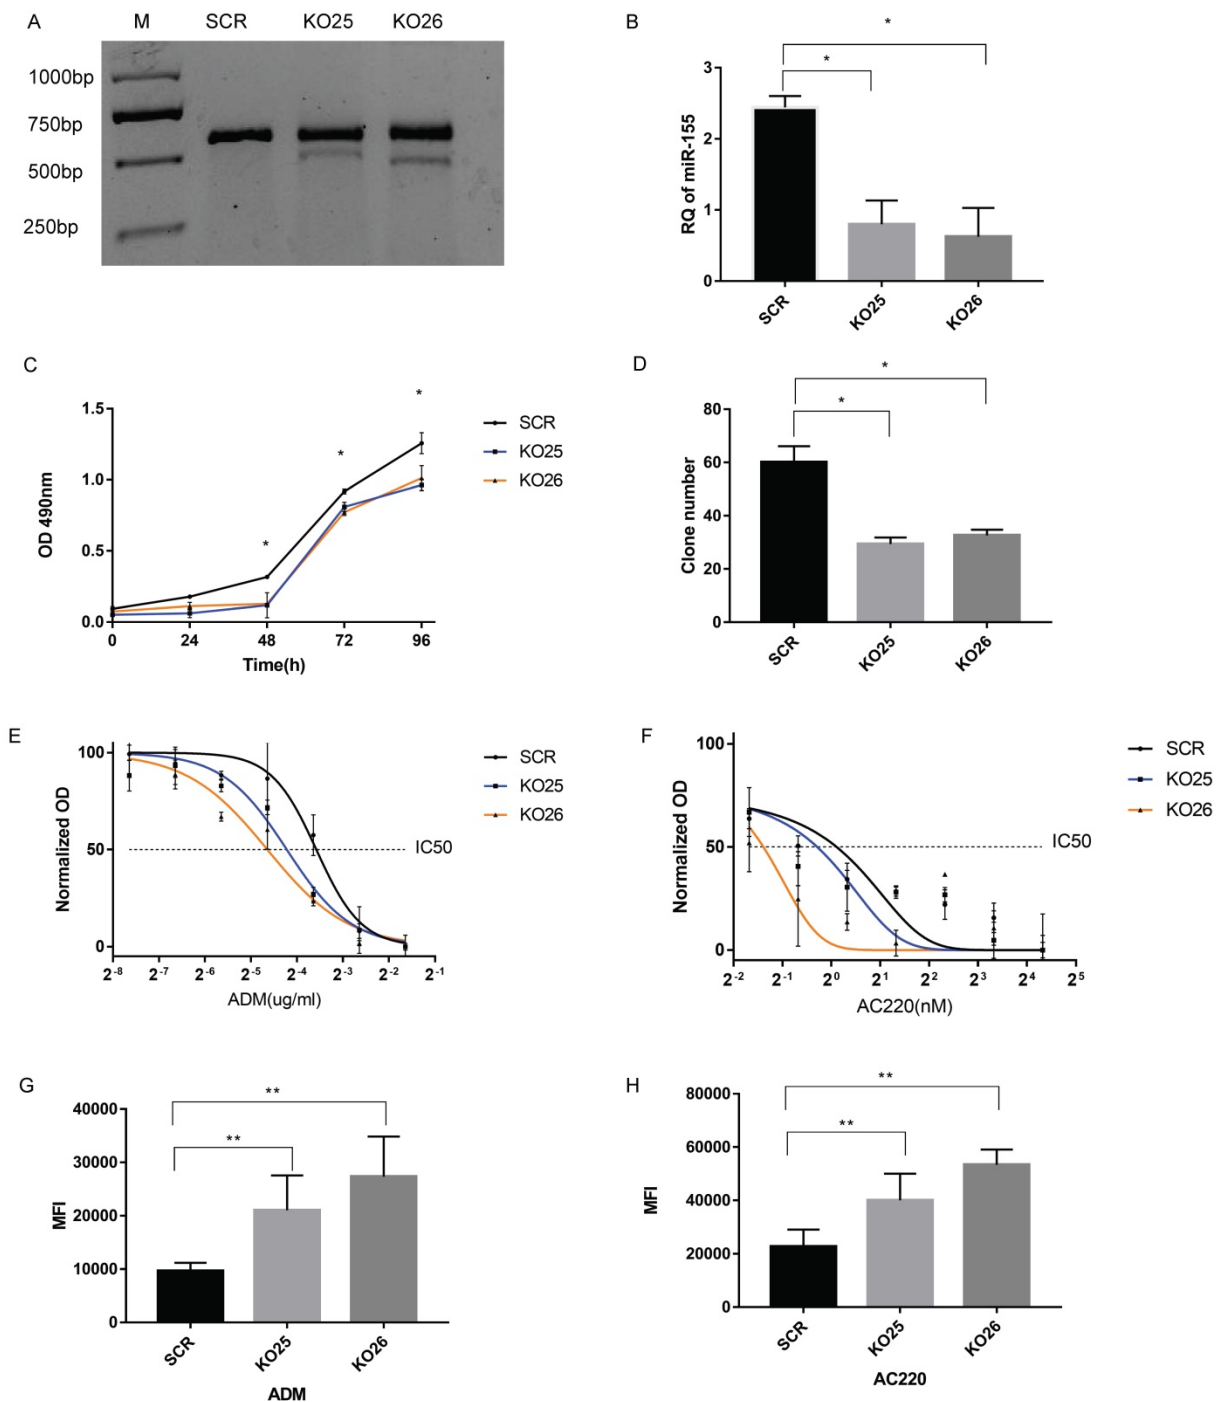 A M SCR KO25 KO26
1000bp
750bp
500bp
250bp
B
* 
*
3
2
1
0
RQ of miR-155
SCR KO25 KO26
C
*
*
*
1.5
1.0
0.5
0.0
OD 490nm
0 24 48 72 96
Time(h)
SCR
KO25
KO26
D
*
*
80
60
40
20
0
Clone number
SCR KO25 KO26
E
100
50
0
Normalized OD
IC50
2-8 2-7 2-6 2-5 2-4 2-3 2-2 2-1
ADM(ug/ml)
SCR
KO25
KO26
F
100
50
0
Normalized OD
IC50
2-2 2-1 20 21 22 23 24 25
AC220(nM)
SCR
KO25
KO26
G
**
**
40000
30000
20000
10000
0
MFI
SCR KO25 KO26
ADM
H
**
**
80000
60000
40000
20000
0
MFI
SCR KO25 KO26
AC220